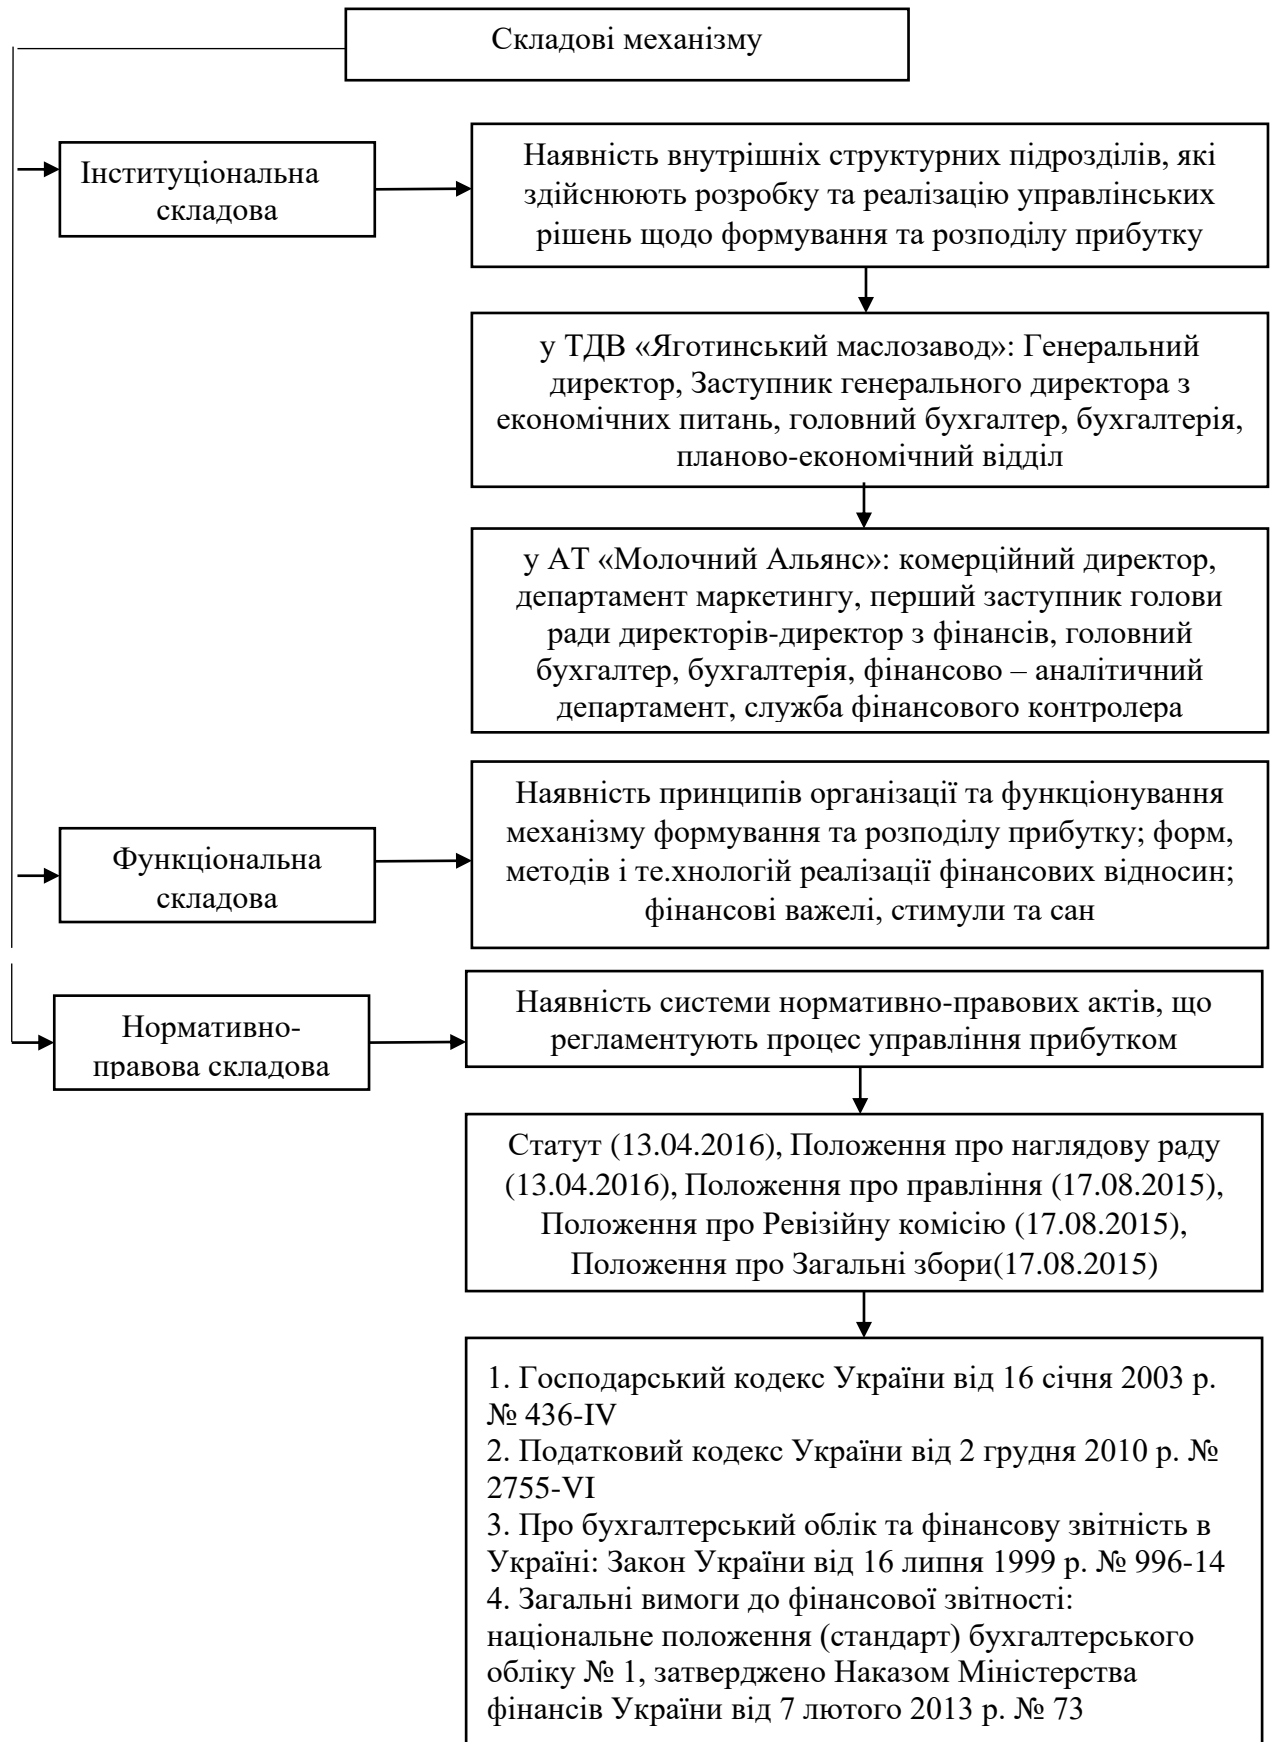 Складові механізму
Інституціональна
складова
Наявність внутрішніх структурних підрозділів, які
здійснюють розробку та реалізацію управлінських
рішень щодо формування та розподілу прибутку
у ТДВ «Яготинський маслозавод»: Генеральний
директор, Заступник генерального директора з
економічних питань, головний бухгалтер, бухгалтерія,
планово-економічний відділ
у АТ «Молочний Альянс»: комерційний директор,
департамент маркетингу, перший заступник голови
ради директорів-директор з фінансів, головний
бухгалтер, бухгалтерія, фінансово – аналітичний
департамент, служба фінансового контролера
Функціональна
складова
Наявність принципів організації та функціонування
механізму формування та розподілу прибутку; форм,
методів і те.хнологій реалізації фінансових відносин;
фінансові важелі, стимули та сан
Нормативно-
правова складова
Наявність системи нормативно-правових актів, що
регламентують процес управління прибутком
Статут (13.04.2016), Положення про наглядову раду
(13.04.2016), Положення про правління (17.08.2015),
Положення про Ревізійну комісію (17.08.2015),
Положення про Загальні збори(17.08.2015)
1. Господарський кодекс України від 16 січня 2003 р.
№ 436-IV
2. Податковий кодекс України від 2 грудня 2010 р. №
2755-VI
3. Про бухгалтерський облік та фінансову звітність в
Україні: Закон України від 16 липня 1999 р. № 996-14
4. Загальні вимоги до фінансової звітності:
національне положення (стандарт) бухгалтерського
обліку № 1, затверджено Наказом Міністерства
фінансів України від 7 лютого 2013 р. № 73